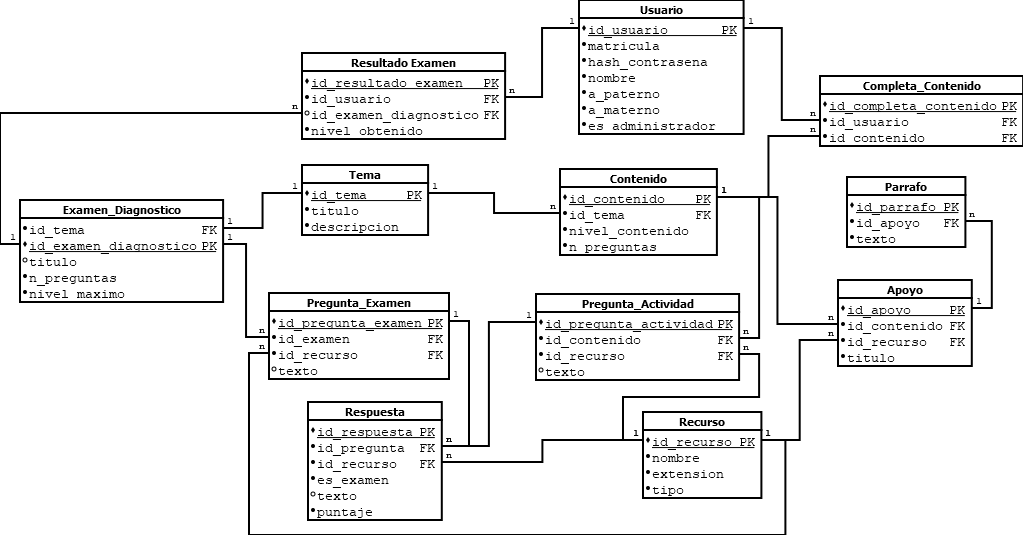 Usuario
id_usuario PK
matricula
hash_contrasena
nombre
a_paterno
a_materno
es_administrador
1
1
Resultado Examen
id_resultado_examen PK
id_usuario FK
id_examen_diagnostico FK
nivel_obtenido
n
n
Completa_Contenido
id_completa_contenido PK
id_usuario FK
id_contenido FK
n
n
Tema
id_tema PK
titulo
descripcion
1
1
Contenido
id_contenido PK
id_tema FK
nivel_contenido
n_preguntas
n
1
Parrafo
id_parrafo PK
id_apoyo FK
texto
n
Examen_Diagnostico
id_tema FK
id_examen_diagnostico PK
titulo
n_preguntas
nivel_maximo
1
1
1
Pregunta_Examen
id_pregunta_examen PK
id_examen FK
id_recurso FK
texto
n
n
1
Pregunta_Actividad
id_pregunta_actividad PK
id_contenido FK
id_recurso FK
texto
1
n
n
Apoyo
id_apoyo PK
id_contenido FK
id_recurso FK
titulo
1
n
n
Respuesta
id_respuesta PK
id_pregunta FK
id_recurso FK
es_examen
texto
puntaje
n
n
Recurso
id_recurso PK
nombre
extension
tipo
1
1